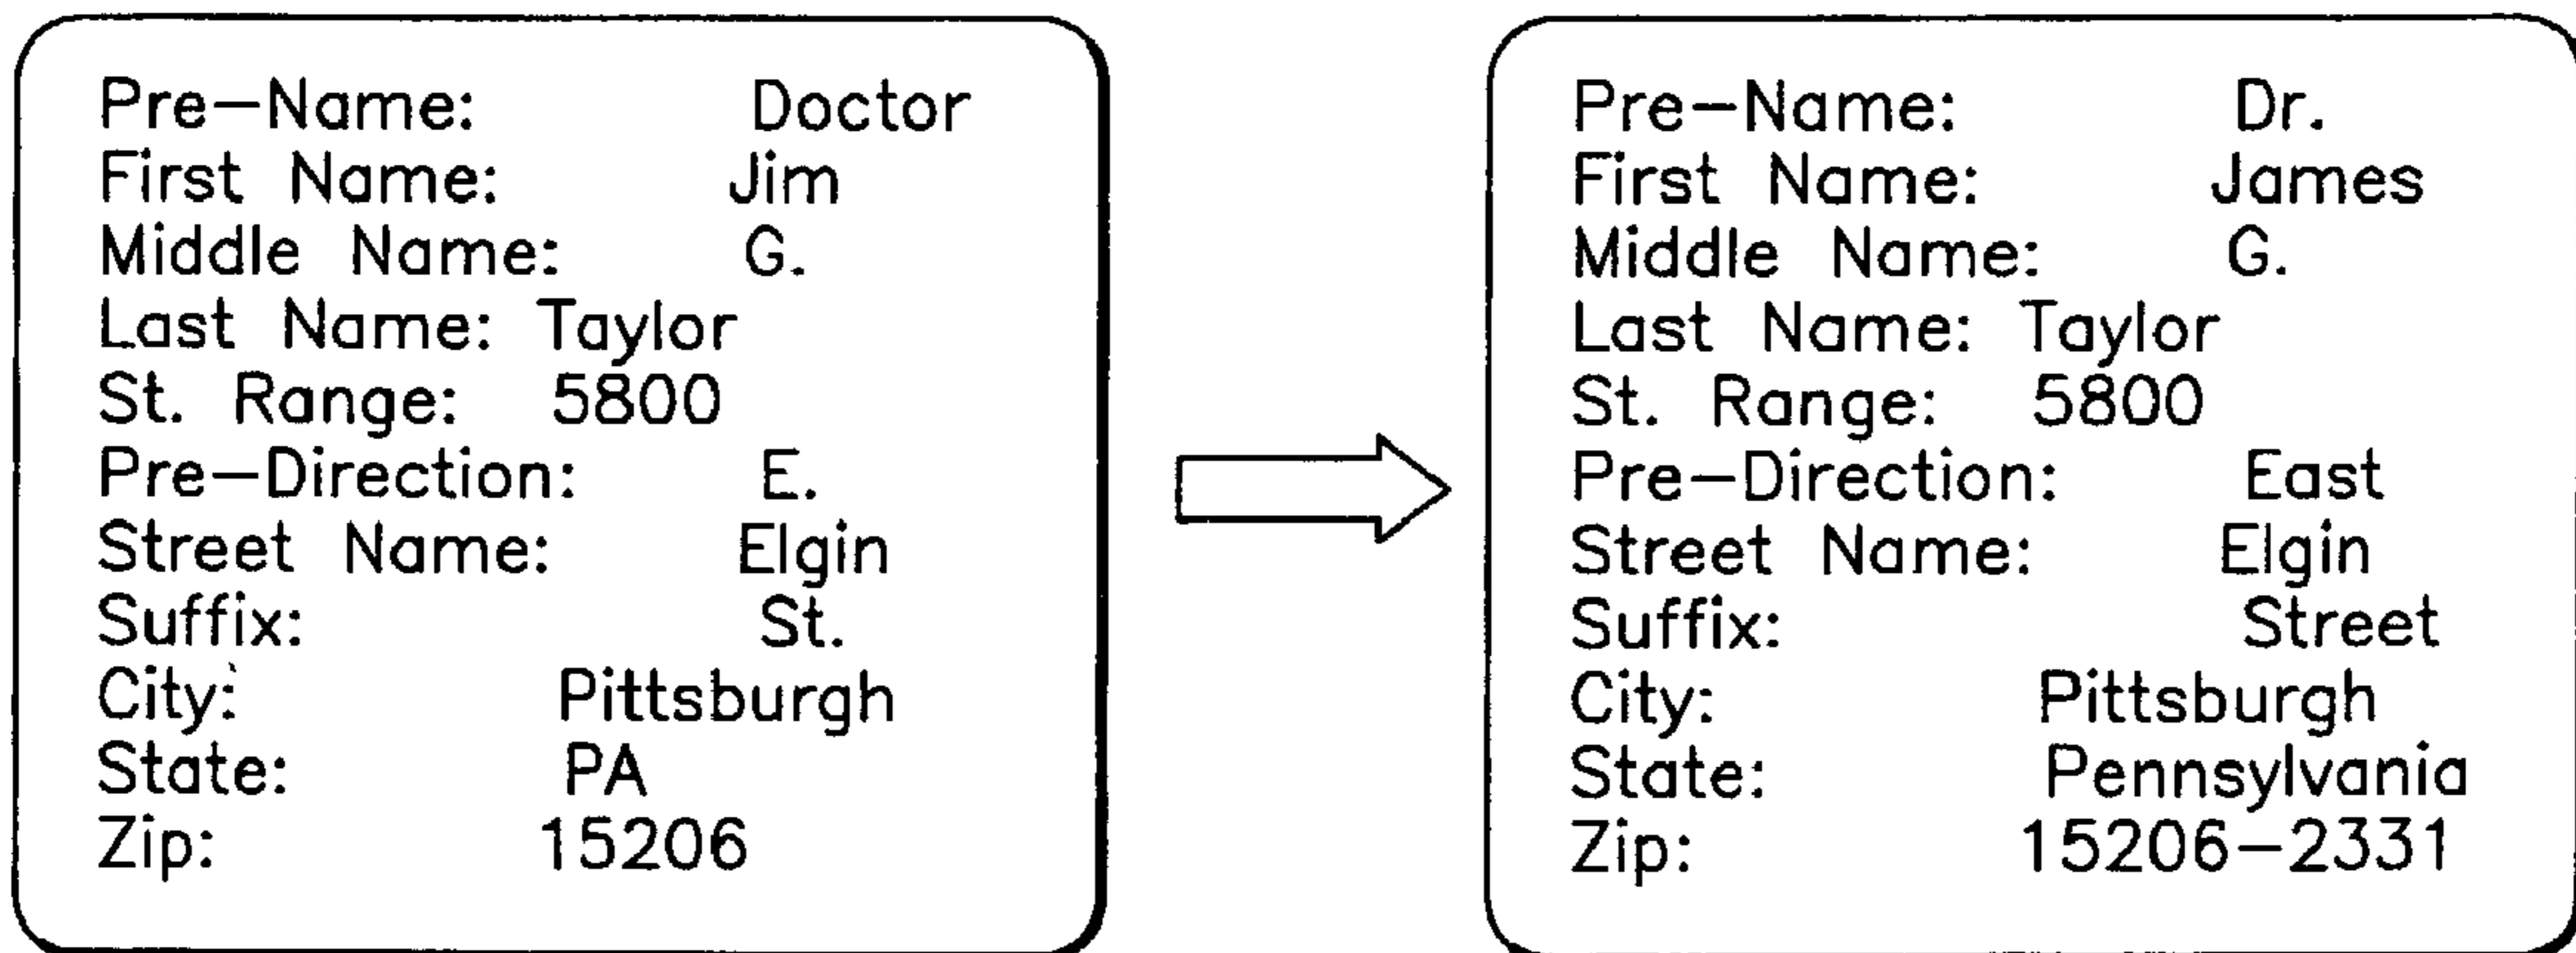 Pre-Name: Doctor
First Name: Jim
Middle Name: G.
Last Name: Taylor
St. Range: 5800
Pre-Direction: E.
Street Name: Elgin
Suffix: St.
City: Pittsburgh
State: PA
Zip: 15206
Pre-Name: Dr.
First Name: James
Middle Name: G.
Last Name: Taylor
St. Range: 5800
Pre-Direction: East
Street Name: Elgin
Suffix: Street
City: Pittsburgh
State: Pennsylvania
Zip: 15206-2331